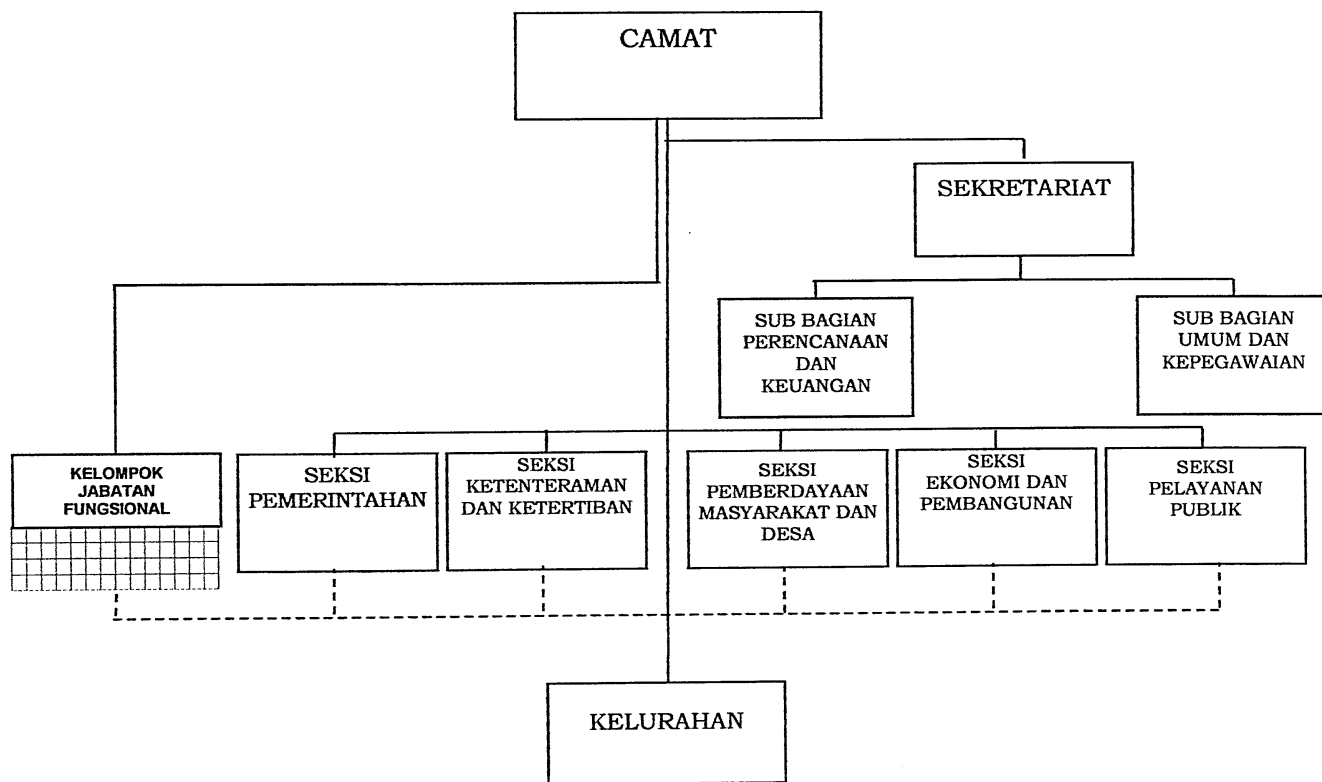 CAMAT
SEKRETARIAT
SUB BAGIAN
PERENCANAAN
DAN
KEUANGAN
SUB BAGIAN
UMUM DAN
KEPEGAWAIAN
KELOMPOK
JABATAN
FUNGSIONAL
SEKSI
PEMERINTAHAN
SEKSI
KETENTERAMAN
DAN KETERTIBAN
SEKSI
PEMBERDAYAAN
MASYARAKAT DAN
DESA
SEKSI
EKONOMI DAN
PEMBANGUNAN
SEKSI
PELAYANAN
PUBLIK
KELURAHAN